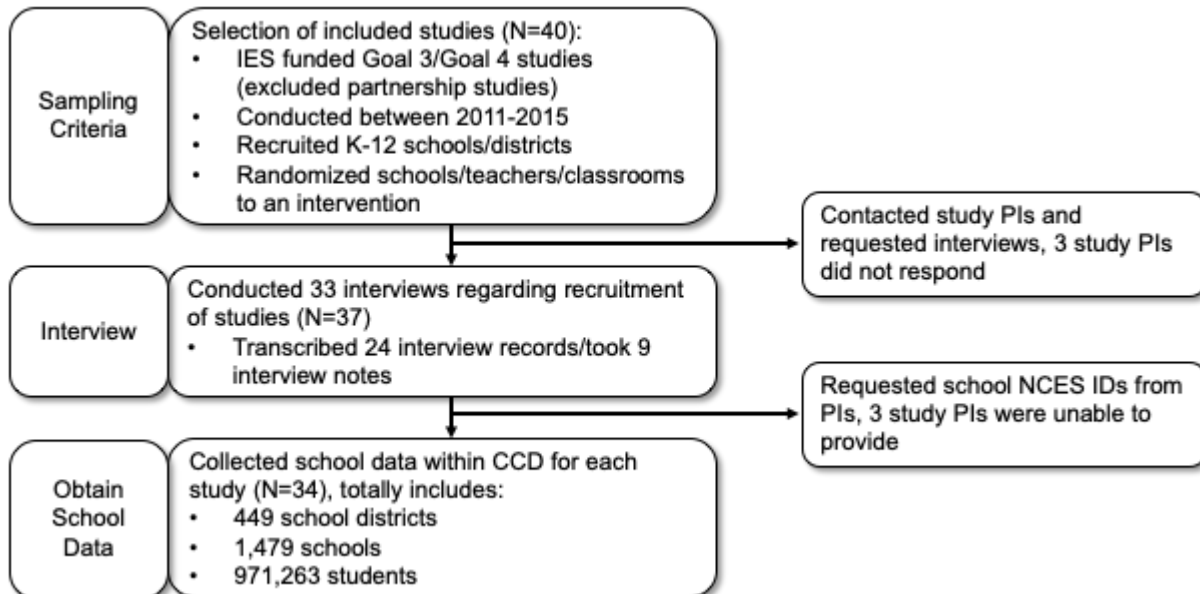 Sampling
Criteria
Selection of included studies (N=40):
• IES funded Goal 3/Goal 4 studies
(excluded partnership studies)
• Conducted between 2011-2015
• Recruited K-12 schools/districts
• Randomized schools/teachers/classrooms
to an intervention
Contacted study PIs and
requested interviews, 3 study PIs
did not respond
Interview
Conducted 33 interviews regarding recruitment
of studies (N=37)
• Transcribed 24 interview records/took 9
interview notes
Requested school NCES IDs from
PIs, 3 study PIs were unable to
provide
Obtain
School
Data
Collected school data within CCD for each
study (N=34), totally includes:
• 449 school districts
• 1,479 schools
• 971,263 students